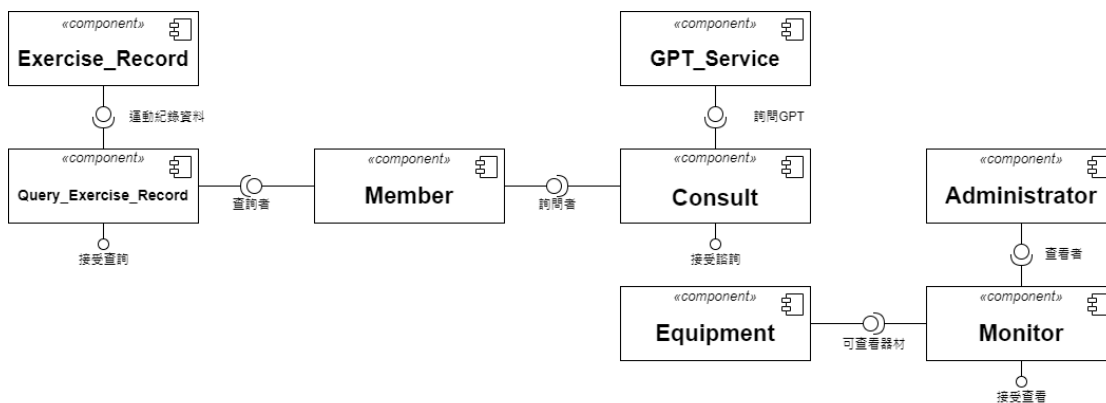 «component»
Exercise_Record
«component»
GPT_Service
運動紀錄資料
詢問GPT
«component»
Query_Exercise_Record
«component»
Member
«component»
Consult
«component»
Administrator
查詢者
詢問者
接受查詢
接受諮詢
查看者
«component»
Equipment
«component»
Monitor
可查看器材
接受查看